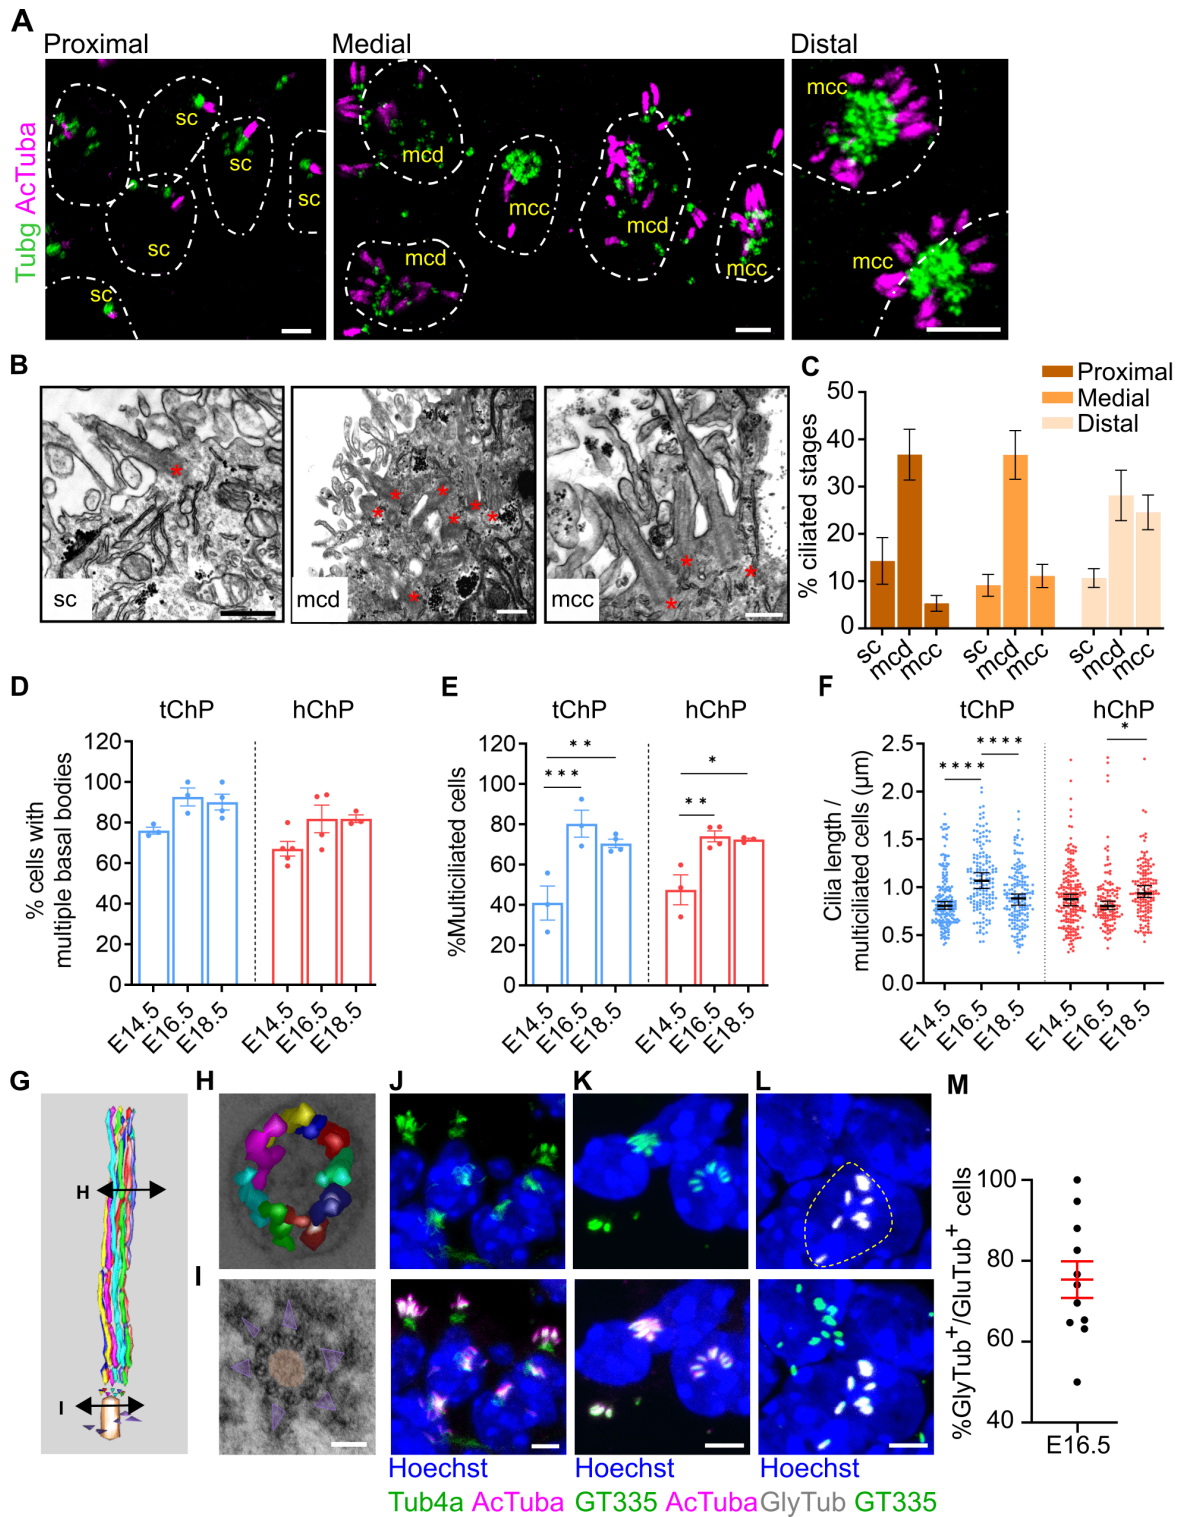 A
Proximal
Medial
Distal
Tubg AcTuba
sc
sc
sc
sc
sc
mcd
mcc
mcd
mcc
mcd
mcc
mcc
B
sc
mcd
mcc
C
Proximal
Medial
Distal
% ciliated stages
50
40
30
20
10
0
sc mcd mcc sc mcd mcc sc mcd mcc
D
tChP hChP
% cells with
multiple basal bodies
120
100
80
60
40
20
0
E14.5 E16.5 E18.5 E14.5 E16.5 E18.5
E
tChP hChP
%Multiciliated cells
120
100
80
60
40
20
0
** *
*** **
E14.5 E16.5 E18.5 E14.5 E16.5 E18.5
F
tChP hChP
Cilia length /
multiciliated cells (µm)
2.5
2.0
1.5
1.0
0.5
0.0
**** **** *
E14.5 E16.5 E18.5 E14.5 E16.5 E18.5
G
H
I
H
I
J
K
L
Hoechst
Tub4a AcTuba
Hoechst
GT335 AcTuba
Hoechst
GlyTub GT335
M
%GlyTub+/GluTub+ cells
100
80
60
40
E16.5